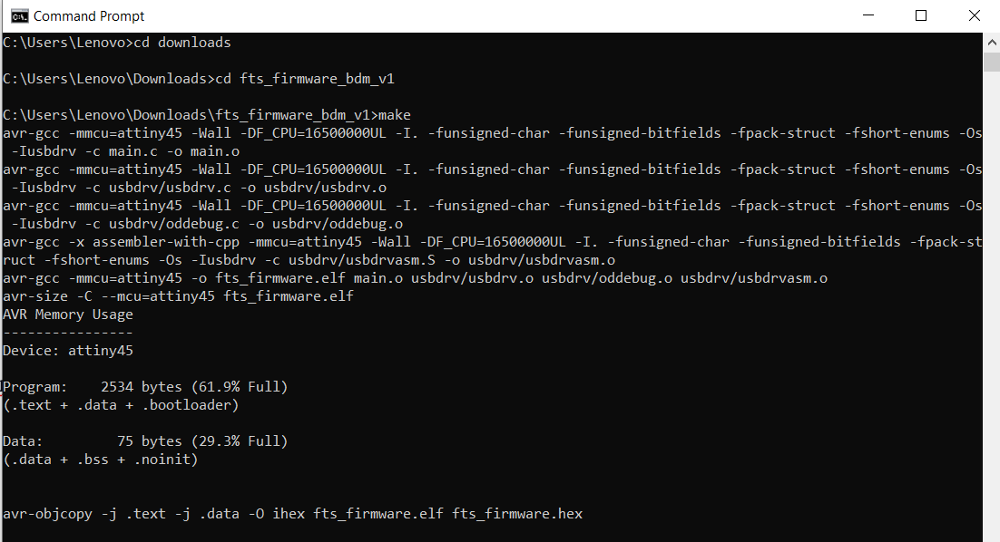 Command Prompt
C:\Users\Lenovo>cd downloads
C:\Users\Lenovo\Downloads>cd fts_firmware_bdm_v1
C:\Users\Lenovo\Downloads\fts_firmware_bdm_v1>make
avr-gcc -mmcu=attiny45 -Wall -DF_CPU=16500000UL -I. -funsigned-char -funsigned-bitfields -fpack-struct -fshort-enums -Os
 -Iusbdrv -c main.c -o main.o
avr-gcc -mmcu=attiny45 -Wall -DF_CPU=16500000UL -I. -funsigned-char -funsigned-bitfields -fpack-struct -fshort-enums -Os
 -Iusbdrv -c usbdrv/usbdrv.c -o usbdrv/usbdrv.o
avr-gcc -mmcu=attiny45 -Wall -DF_CPU=16500000UL -I. -funsigned-char -funsigned-bitfields -fpack-struct -fshort-enums -Os
 -Iusbdrv -c usbdrv/oddebug.c -o usbdrv/oddebug.o
avr-gcc -x assembler-with-cpp -mmcu=attiny45 -Wall -DF_CPU=16500000UL -I. -funsigned-char -funsigned-bitfields -fpack-st
ruct -fshort-enums -Os -Iusbdrv -c usbdrv/usbdrvasm.S -o usbdrv/usbdrvasm.o
avr-gcc -mmcu=attiny45 -o fts_firmware.elf main.o usbdrv/usbdrv.o usbdrv/oddebug.o usbdrv/usbdrvasm.o
avr-size -C --mcu=attiny45 fts_firmware.elf
AVR Memory Usage
----------------
Device: attiny45
Program:    2534 bytes (61.9% Full)
(.text + .data + .bootloader)
Data:         75 bytes (29.3% Full)
(.data + .bss + .noinit)
avr-objcopy -j .text -j .data -O ihex fts_firmware.elf fts_firmware.hex